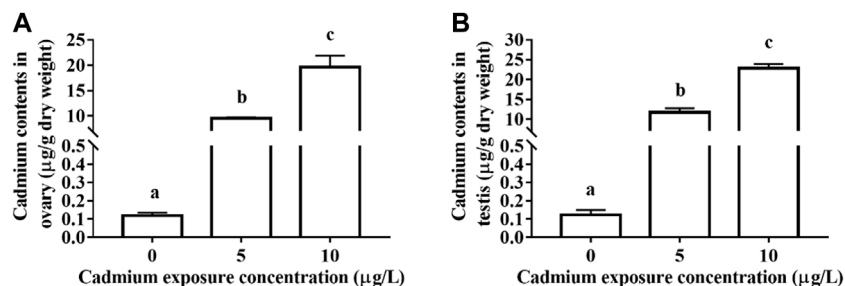 A
Cadmium contents in
ovary (μg/g dry weight)
25
20
15
10
0.5
0.4
0.3
0.2
0.1
0.0
a
b
c
0
5
10
Cadmium exposure concentration (μg/L)
B
Cadmium contents in
testis (μg/g dry weight)
30
25
20
15
10
0.5
0.4
0.3
0.2
0.1
0.0
a
b
c
0
5
10
Cadmium exposure concentration (μg/L)